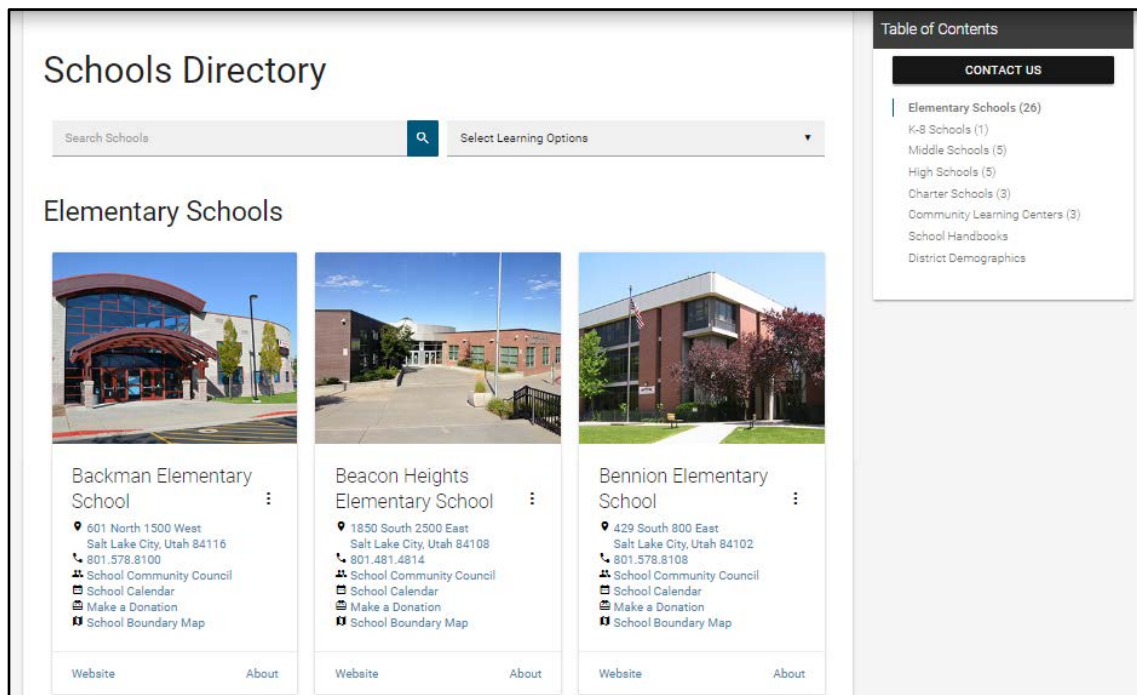 Schools Directory
Search Schools
Select Learning Options
Elementary Schools
Backman Elementary
School
601 North 1500 West
Salt Lake City, Utah 84116
801.578.8100
School Community Council
School Calendar
Make a Donation
School Boundary Map
Website About
Beacon Heights
Elementary School
1850 South 2500 East
Salt Lake City, Utah 84108
801.481.4814
School Community Council
School Calendar
Make a Donation
School Boundary Map
Website About
Bennion Elementary
School
429 South 800 East
Salt Lake City, Utah 84102
801.578.8108
School Community Council
School Calendar
Make a Donation
School Boundary Map
Website About
Table of Contents
CONTACT US
Elementary Schools (26)
K-8 Schools (1)
Middle Schools (5)
High Schools (5)
Charter Schools (3)
Community Learning Centers (3)
School Handbooks
District Demographics